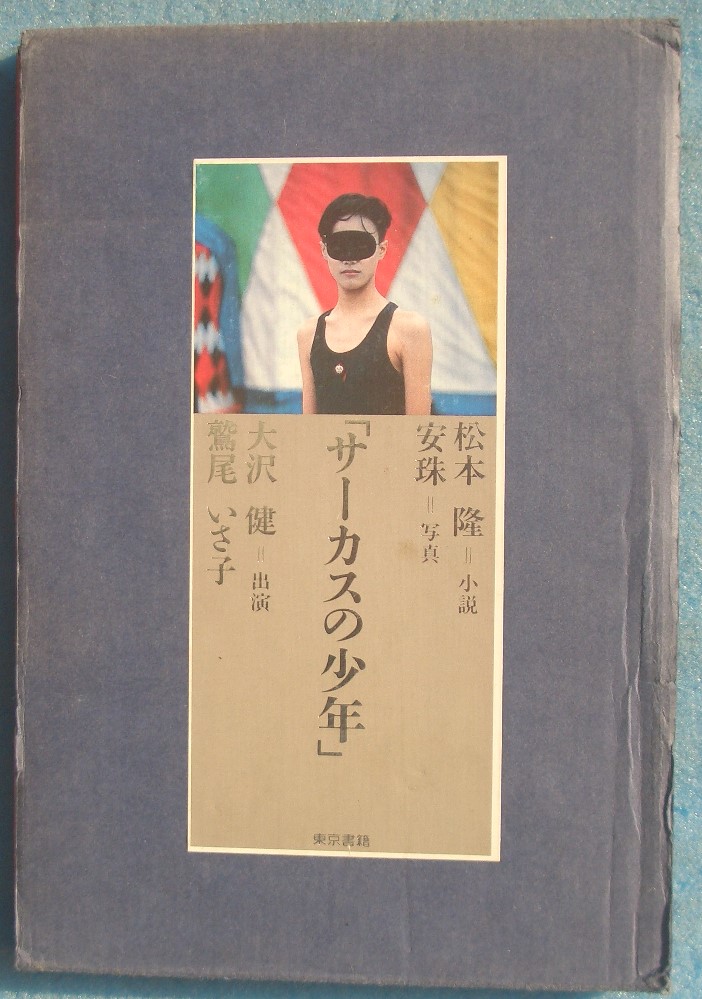 松本 隆=小説
安珠=写真
「サーカスの少年」
大沢 健=出演
鷲尾 いさ子
東京書籍